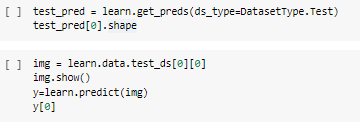 [ ] test_pred = learn.get_preds(ds_type=DatasetType.Test)
test_pred[0].shape
[ ] img = learn.data.test_ds[0][0]
img.show()
y=learn.predict(img)
y[0]